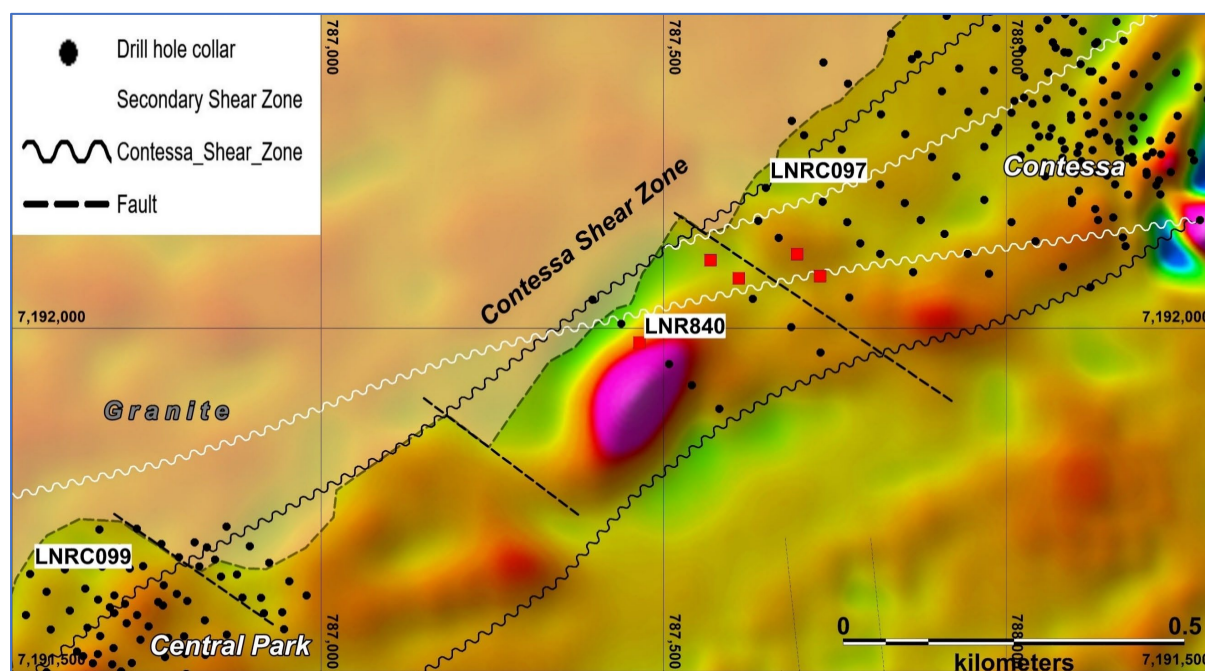 Drill hole collar
Secondary Shear Zone
Contessa_Shear_Zone
Fault
787,000
787,500
788,000
LNRC097
Contessa
Contessa Shear Zone
7,192,000
7,192,000
LNR840
Granite
LNRC099
Central Park
787,000
787,500
788,000
0
0.5
kilometers
7,191,500
7,191,500